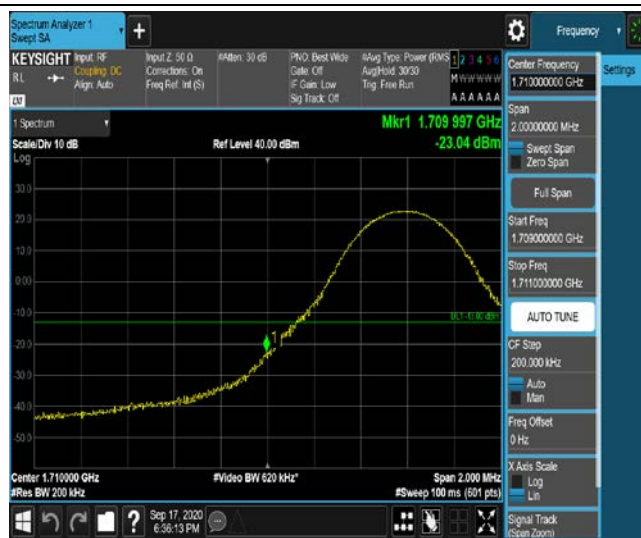 Spectrum Analyzer 1
Swept SA
Frequency
KEYSIGHT
Input: RF
Input Z: 50 Ω
#Atten: 30 dB
PNO: Best Wide
#Avg Type: Power (RMS
1 2 3 4 5 6
RL
Coupling: DC
Corrections: On
Gate: Off
Avg|Hold: 30/30
M W W W W W
Align: Auto
Freq Ref: Int (S)
IF Gain: Low
Trig: Free Run
Sig Track: Off
A A A A A A
LXI
1 Spectrum
Mkr1 1.709 997 GHz
Scale/Div 10 dB
Ref Level 40.00 dBm
-23.04 dBm
Log
30.0
20.0
10.0
0.00
-10.0
DL1 -13.00 dBm
-20.0
1
-30.0
-40.0
-50.0
Center 1.710000 GHz
#Video BW 620 kHz*
Span 2.000 MHz
#Res BW 200 kHz
#Sweep 100 ms (601 pts)
Sep 17, 2020
6:36:13 PM
Center Frequency
1.710000000 GHz
Settings
Span
2.00000000 MHz
Swept Span
Zero Span
Full Span
Start Freq
1.709000000 GHz
Stop Freq
1.711000000 GHz
AUTO TUNE
CF Step
200.000 kHz
Auto
Man
Freq Offset
0 Hz
X Axis Scale
Log
Lin
Signal Track
(Span Zoom)